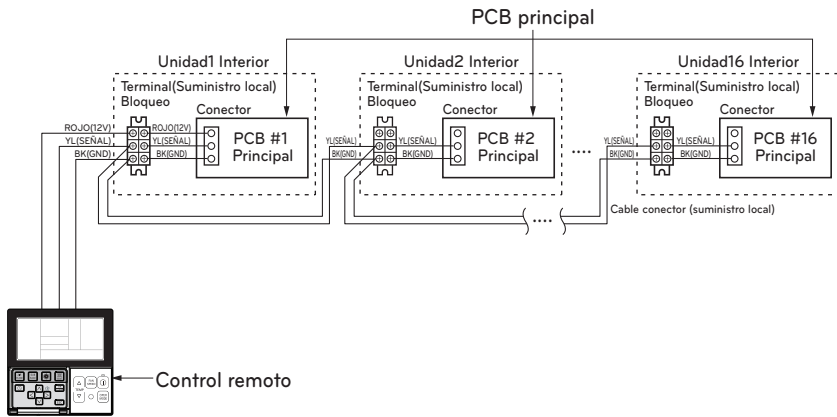 PCB principal
Unidad1 Interior
Terminal(Suministro local)
Bloqueo
Conector
ROJO(12V)
ROJO(12V)
YL(SEÑAL)
YL(SEÑAL)
BK(GND)
BK(GND)
PCB #1
Principal
Unidad2 Interior
Terminal(Suministro local)
Bloqueo
Conector
YL(SEÑAL)
YL(SEÑAL)
BK(GND)
BK(GND)
PCB #2
Principal
....
Unidad16 Interior
Terminal(Suministro local)
Bloqueo
Conector
YL(SEÑAL)
YL(SEÑAL)
BK(GND)
BK(GND)
PCB #16
Principal
....
Cable conector (suministro local)
TEMP
Control remoto